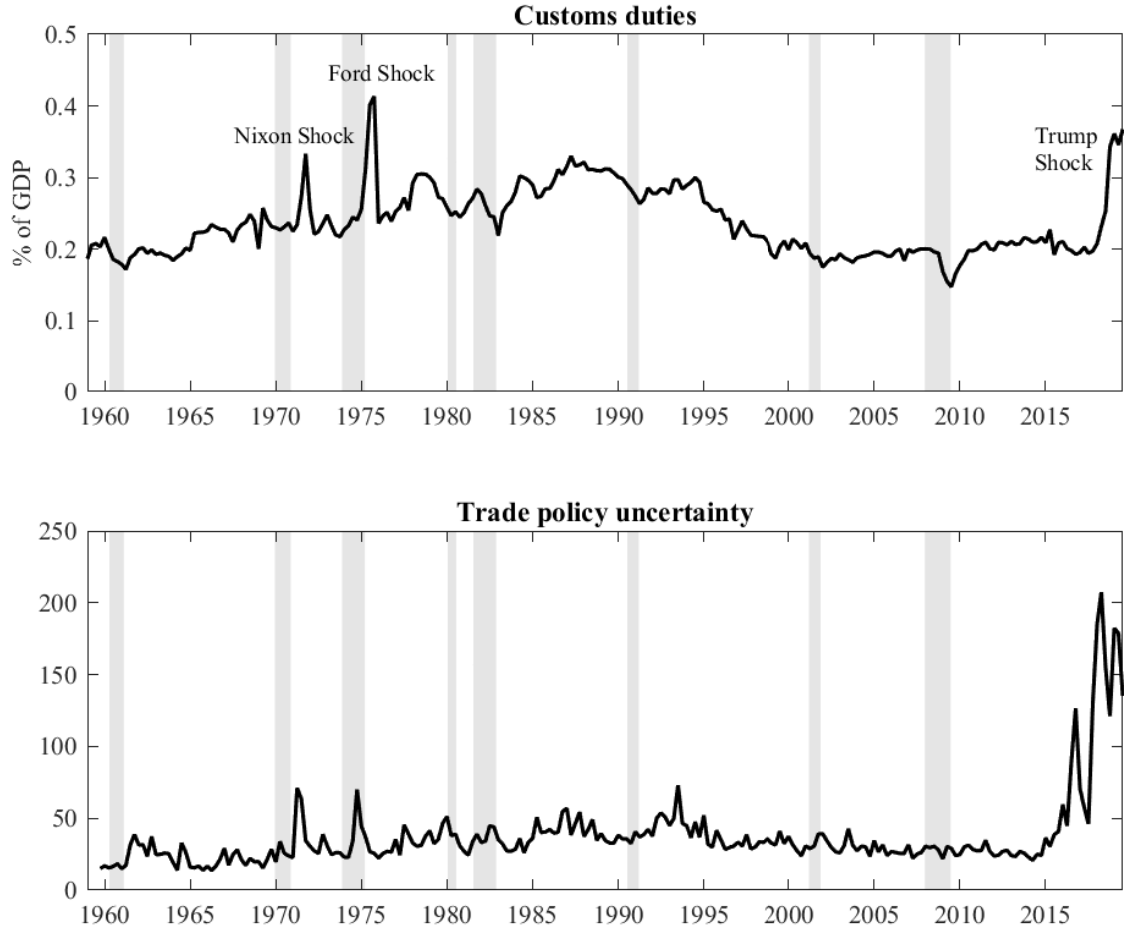 Customs duties
0.5
0.4
0.3
0.2
0.1
0
% of GDP
Ford Shock
Nixon Shock
Trump
Shock
1960 1965 1970 1975 1980 1985 1990 1995 2000 2005 2010 2015
Trade policy uncertainty
250
200
150
100
50
0
1960 1965 1970 1975 1980 1985 1990 1995 2000 2005 2010 2015